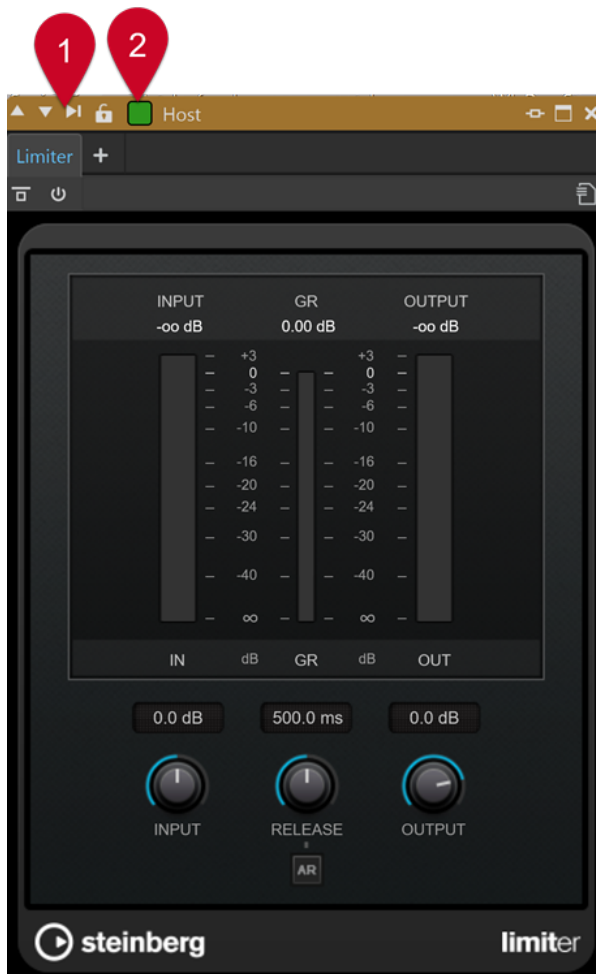 1 2
Host
Limiter +
INPUT GR OUTPUT
-oo dB 0.00 dB -oo dB
+3 +3
0 0
-3 -3
-6 -6
-10 -10
-16 -16
-20 -20
-24 -24
-30 -30
-40 -40
∞ ∞
IN dB GR dB OUT
0.0 dB 500.0 ms 0.0 dB
INPUT RELEASE OUTPUT
AR
steinberg limiter